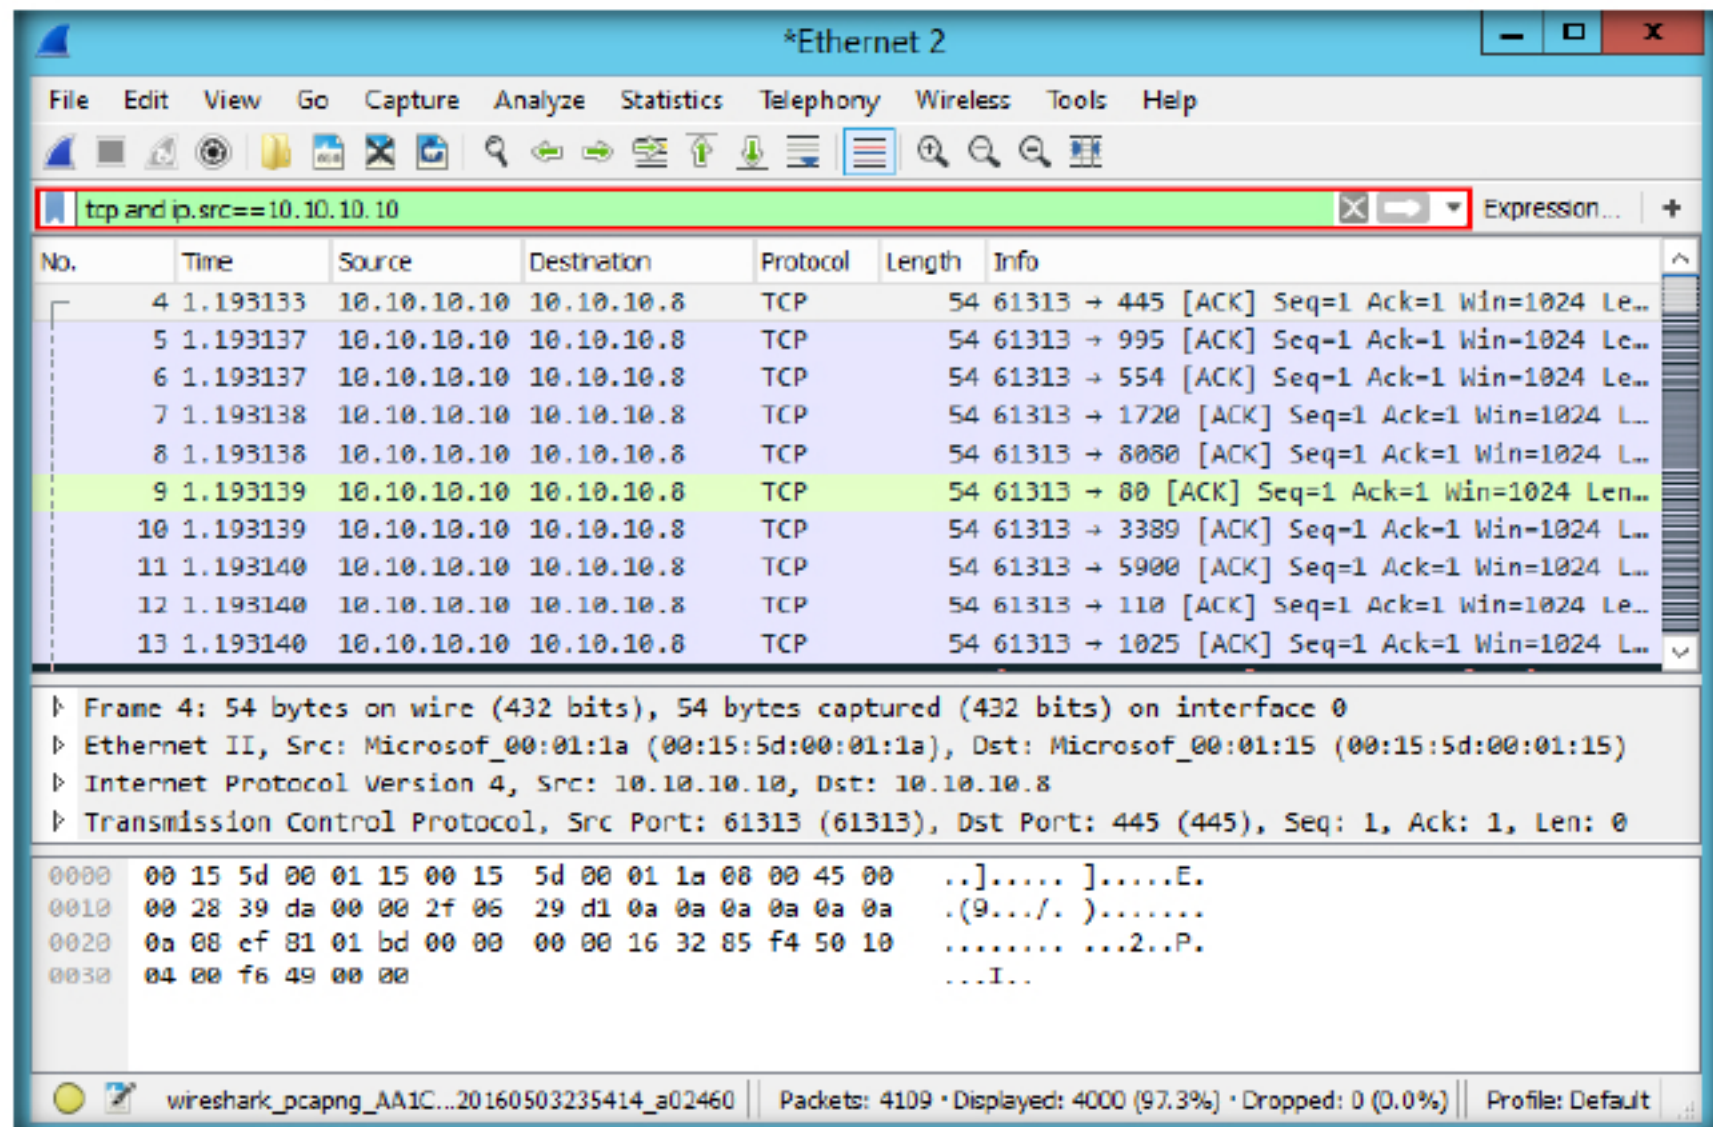 *Ethernet 2
File Edit View Go Capture Analyze Statistics Telephony Wireless Tools Help
tcp and ip.src==10.10.10.10 Expression... +
No. Time Source Destination Protocol Length Info
4 1.193133 10.10.10.10 10.10.10.8 TCP 54 61313 → 445 [ACK] Seq=1 Ack=1 Win=1024 Le…
5 1.193137 10.10.10.10 10.10.10.8 TCP 54 61313 → 995 [ACK] Seq=1 Ack=1 Win=1024 Le…
6 1.193137 10.10.10.10 10.10.10.8 TCP 54 61313 → 554 [ACK] Seq=1 Ack=1 Win=1024 Le…
7 1.193138 10.10.10.10 10.10.10.8 TCP 54 61313 → 1720 [ACK] Seq=1 Ack=1 Win=1024 L…
8 1.193138 10.10.10.10 10.10.10.8 TCP 54 61313 → 8080 [ACK] Seq=1 Ack=1 Win=1024 L…
9 1.193139 10.10.10.10 10.10.10.8 TCP 54 61313 → 80 [ACK] Seq=1 Ack=1 Win=1024 Len…
10 1.193139 10.10.10.10 10.10.10.8 TCP 54 61313 → 3389 [ACK] Seq=1 Ack=1 Win=1024 L…
11 1.193140 10.10.10.10 10.10.10.8 TCP 54 61313 → 5900 [ACK] Seq=1 Ack=1 Win=1024 L…
12 1.193140 10.10.10.10 10.10.10.8 TCP 54 61313 → 110 [ACK] Seq=1 Ack=1 Win=1024 Le…
13 1.193140 10.10.10.10 10.10.10.8 TCP 54 61313 → 1025 [ACK] Seq=1 Ack=1 Win=1024 L…
Frame 4: 54 bytes on wire (432 bits), 54 bytes captured (432 bits) on interface 0
Ethernet II, Src: Microsof_00:01:1a (00:15:5d:00:01:1a), Dst: Microsof_00:01:15 (00:15:5d:00:01:15)
Internet Protocol Version 4, Src: 10.10.10.10, Dst: 10.10.10.8
Transmission Control Protocol, Src Port: 61313 (61313), Dst Port: 445 (445), Seq: 1, Ack: 1, Len: 0
0000 00 15 5d 00 01 15 00 15 5d 00 01 1a 08 00 45 00 ..]..... ].....E.
0010 00 28 39 da 00 00 2f 06 29 d1 0a 0a 0a 0a 0a 0a .(9.../. ).......
0020 0a 08 ef 81 01 bd 00 00 00 00 16 32 85 f4 50 10 ........ ...2..P.
0030 04 00 f6 49 00 00 ...I..
wireshark_pcapng_AA1C...20160503235414_a02460 Packets: 4109 · Displayed: 4000 (97.3%) · Dropped: 0 (0.0%) Profile: Default